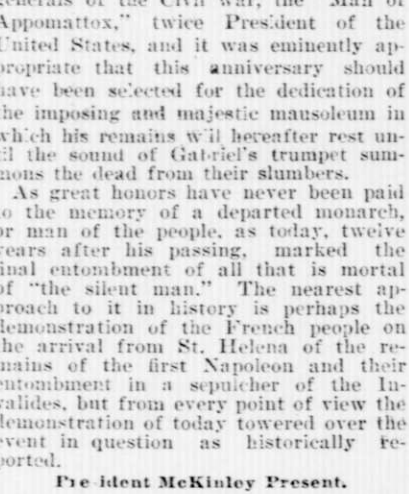 generals of the Civil war, the "Man of
Appomattox," twice President of the
United States, and it was eminently ap-
propriate that this anniversary should
have been selected for the dedication of
the imposing and majestic mausoleum in
which his remains will hereafter rest un-
til the sound of Gabriel's trumpet sum-
mons the dead from their slumbers.
As great honors have never been paid
to the memory of a departed monarch,
or man of the people, as today, twelve
years after his passing, marked the
final entombment of all that is mortal
of "the silent man." The nearest ap-
proach to it in history is perhaps the
demonstration of the French people on
the arrival from St. Helena of the re-
mains of the first Napoleon and their
entombment in a sepulcher of the In-
valides, but from every point of view the
demonstration of today towered over the
event in question as historically re-
ported.
President McKinley Present.